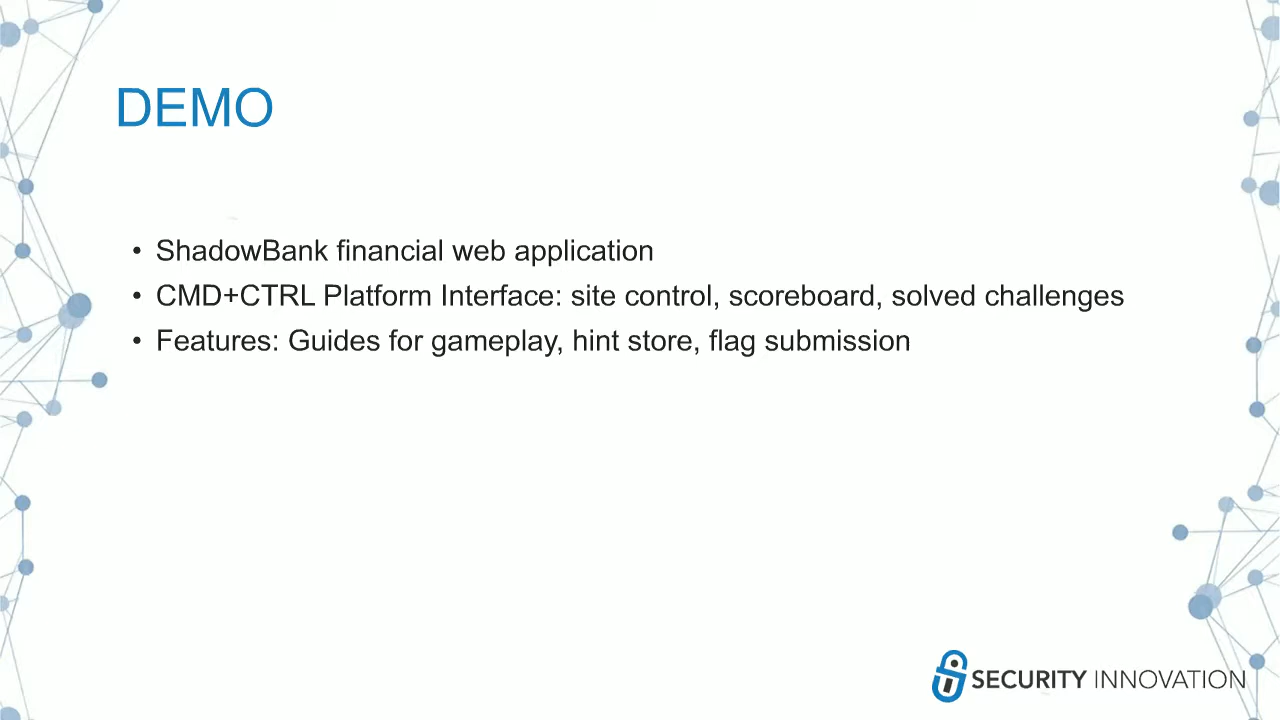 DEMO
• ShadowBank financial web application
• CMD+CTRL Platform Interface: site control, scoreboard, solved challenges
• Features: Guides for gameplay, hint store, flag submission
SECURITY INNOVATION